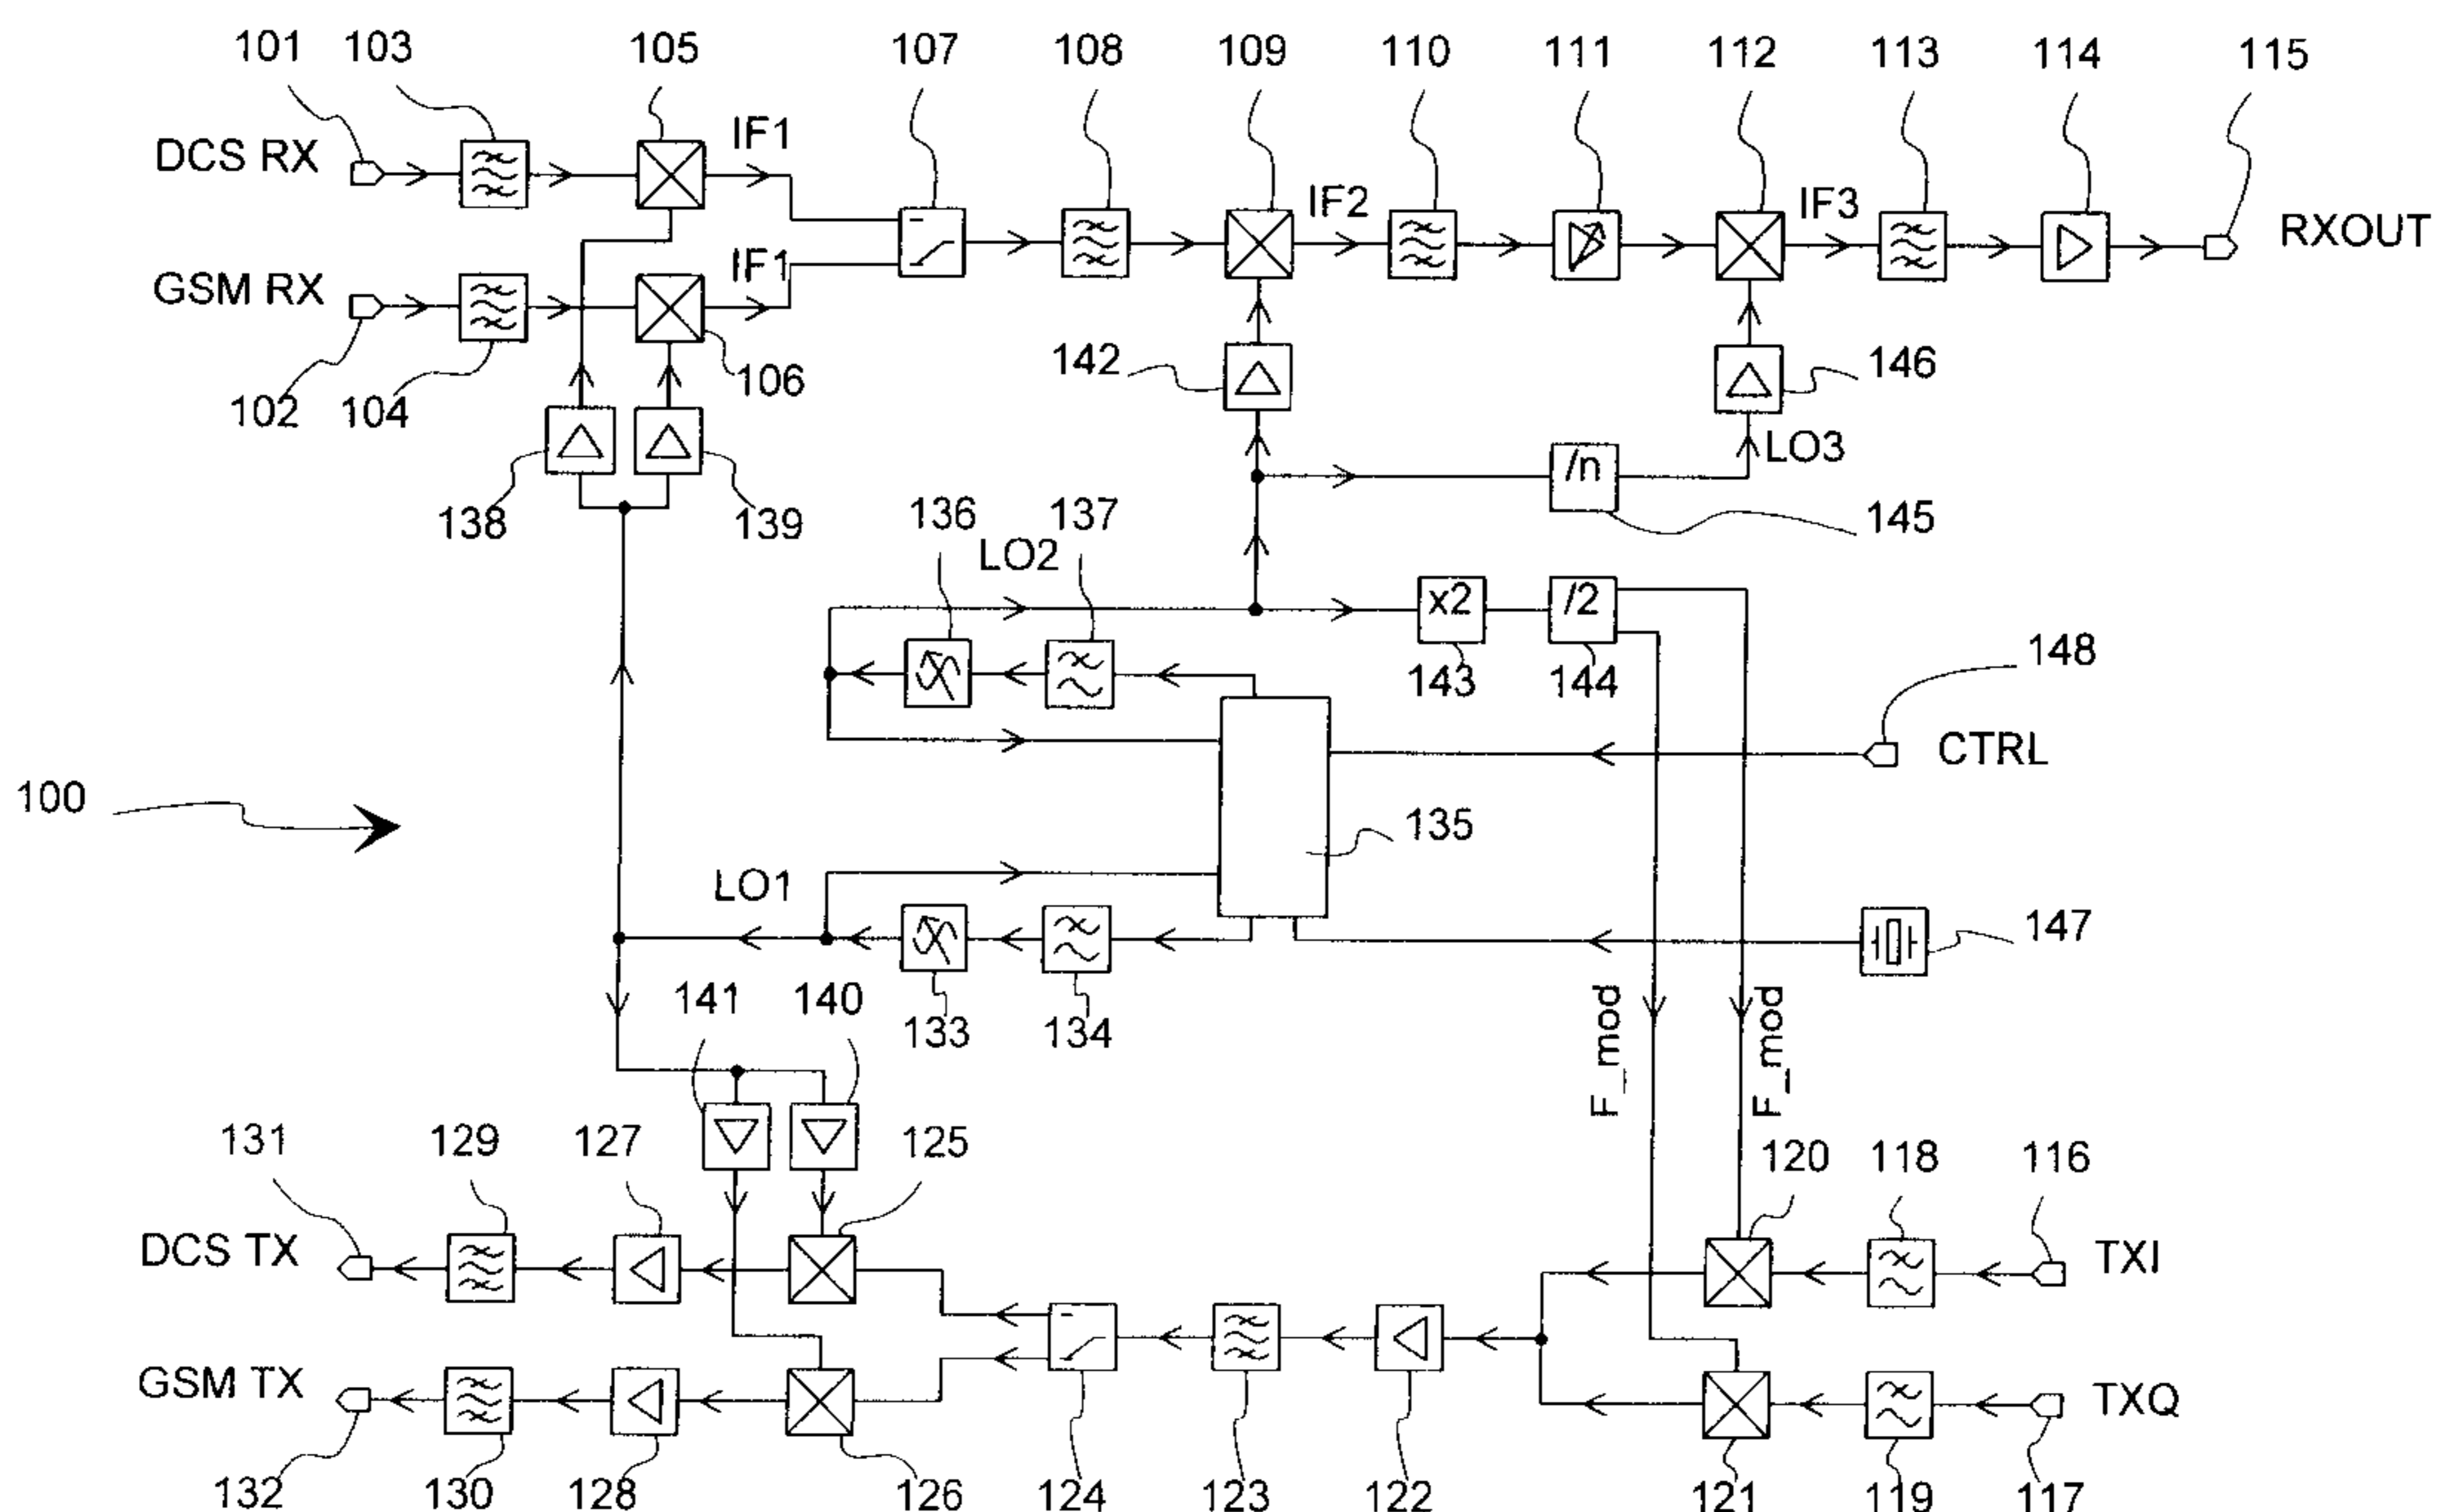 101 103 105 107 108 109 110 111 112 113 114 115
DCS RX IF1 IF2 IF3 RXOUT
GSM RX IF1
102 104 106 142 146
138 139 136 LO2 137 /n LO3 145
x2 /2
143 144 148
CTRL
100 135
LO1
147
141 140 133 134 F_mod F_mod
131 129 127 125 120 118 116
DCS TX TXI
GSM TX TXQ
132 130 128 126 124 123 122 121 119 117